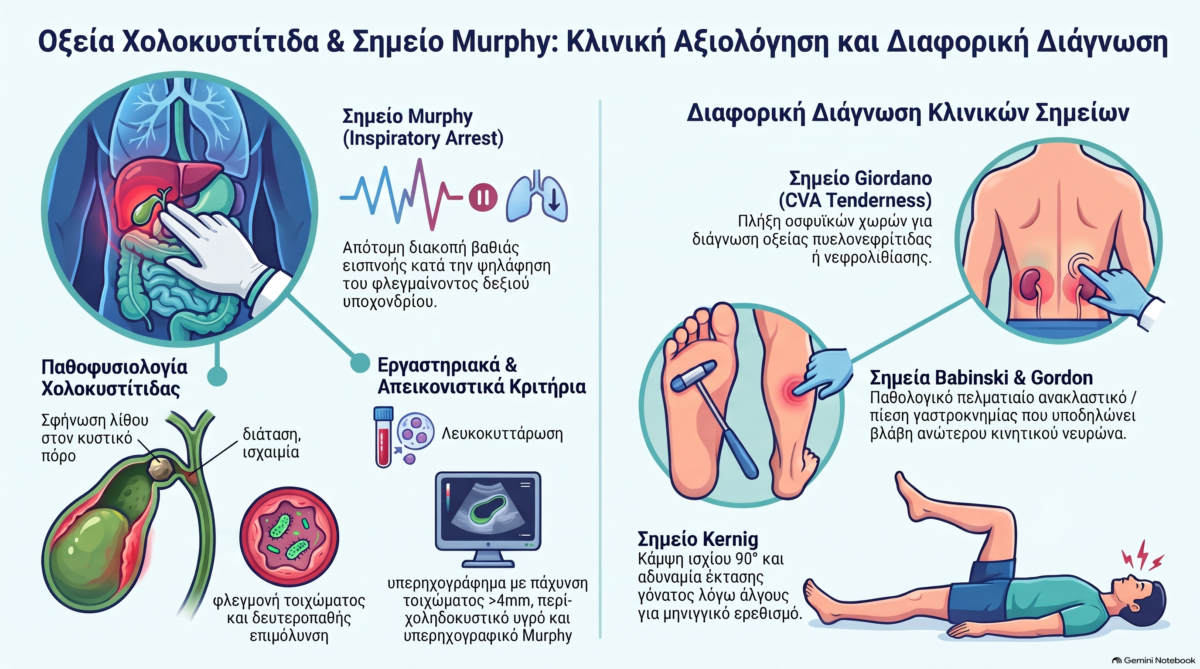 Οξεία Χολοκυστίτιδα & Σημείο Murphy: Κλινική Αξιολόγηση και Διαφορική Διάγνωση
Σημείο Murphy
(Inspiratory Arrest)
Απότομη διακοπή βαθιάς
εισπνοής κατά την ψηλάφηση
του φλεγμαίνοντος δεξιού
υποχονδρίου.
Παθοφυσιολογία
Χολοκυστίτιδας
Σφήνωση λίθου
στον κυστικό
πόρο
διάταση,
ισχαιμία
φλεγμονή τοιχώματος
και δευτεροπαθής
επιμόλυνση
Εργαστηριακά &
Απεικονιστικά Κριτήρια
Λευκοκυττάρωση
υπερηχογράφημα με πάχυνση
τοιχώματος >4mm, περι-
χοληδοκυστικό υγρό και
υπερηχογραφικό Murphy
Διαφορική Διάγνωση Κλινικών Σημείων
Σημείο Giordano
(CVA Tenderness)
Πλήξη οσφυϊκών χωρών για
διάγνωση οξείας πυελονεφρίτιδας
ή νεφρολιθίασης.
Σημεία Babinski & Gordon
Παθολογικό πελματιαίο ανακλαστικό /
πίεση γαστροκνημίας που υποδηλώνει
βλάβη ανώτερου κινητικού νευρώνα.
Σημείο Kernig
Κάμψη ισχίου 90° και
αδυναμία έκτασης
γόνατος λόγω άλγους
για μηνιγγικό ερεθισμό.
Gemini Notebook